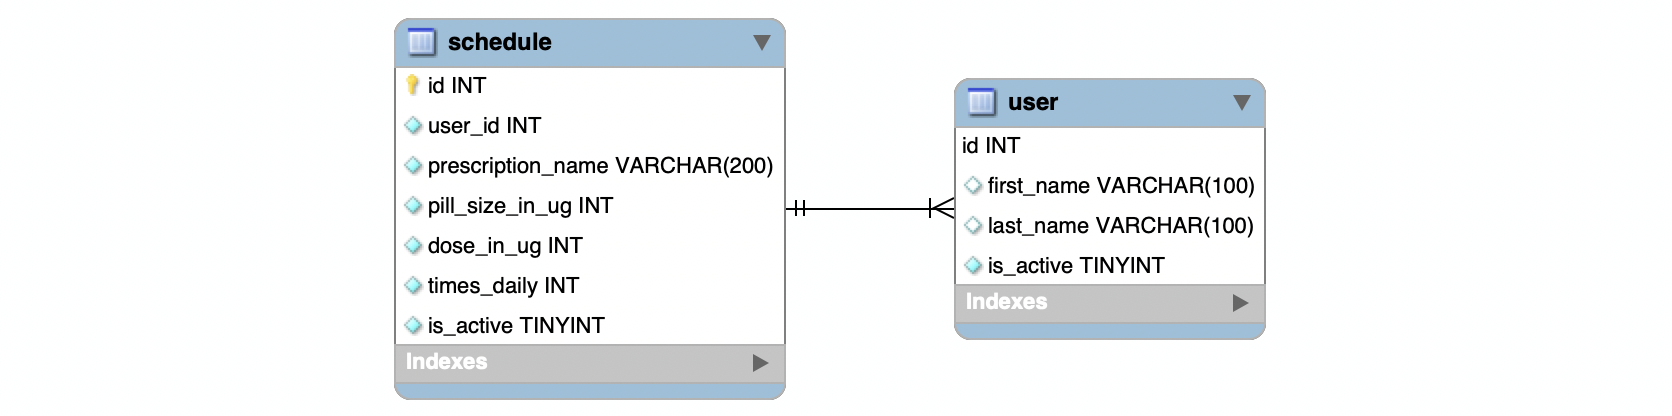 schedule
id INT
user_id INT
prescription_name VARCHAR(200)
pill_size_in_ug INT
dose_in_ug INT
times_daily INT
is_active TINYINT
Indexes
user
id INT
first_name VARCHAR(100)
last_name VARCHAR(100)
is_active TINYINT
Indexes